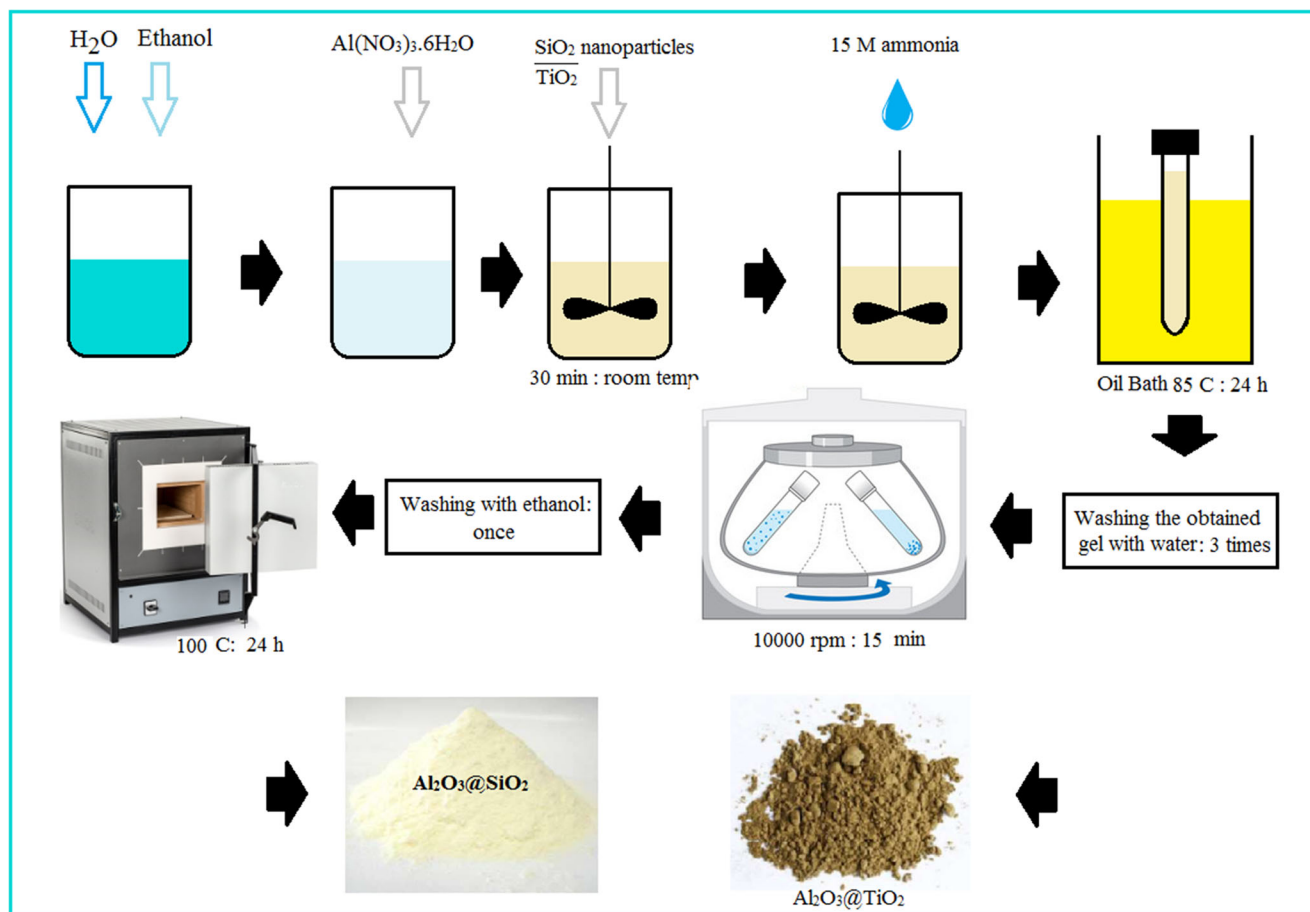 H₂O Ethanol
Al(NO₃)₃.6H₂O
SiO₂ nanoparticles
TiO₂
15 M ammonia
30 min : room temp
Oil Bath 85 C : 24 h
Washing the obtained
gel with water: 3 times
10000 rpm : 15 min
Washing with ethanol:
once
100 C: 24 h
Al₂O₃@SiO₂
Al₂O₃@TiO₂